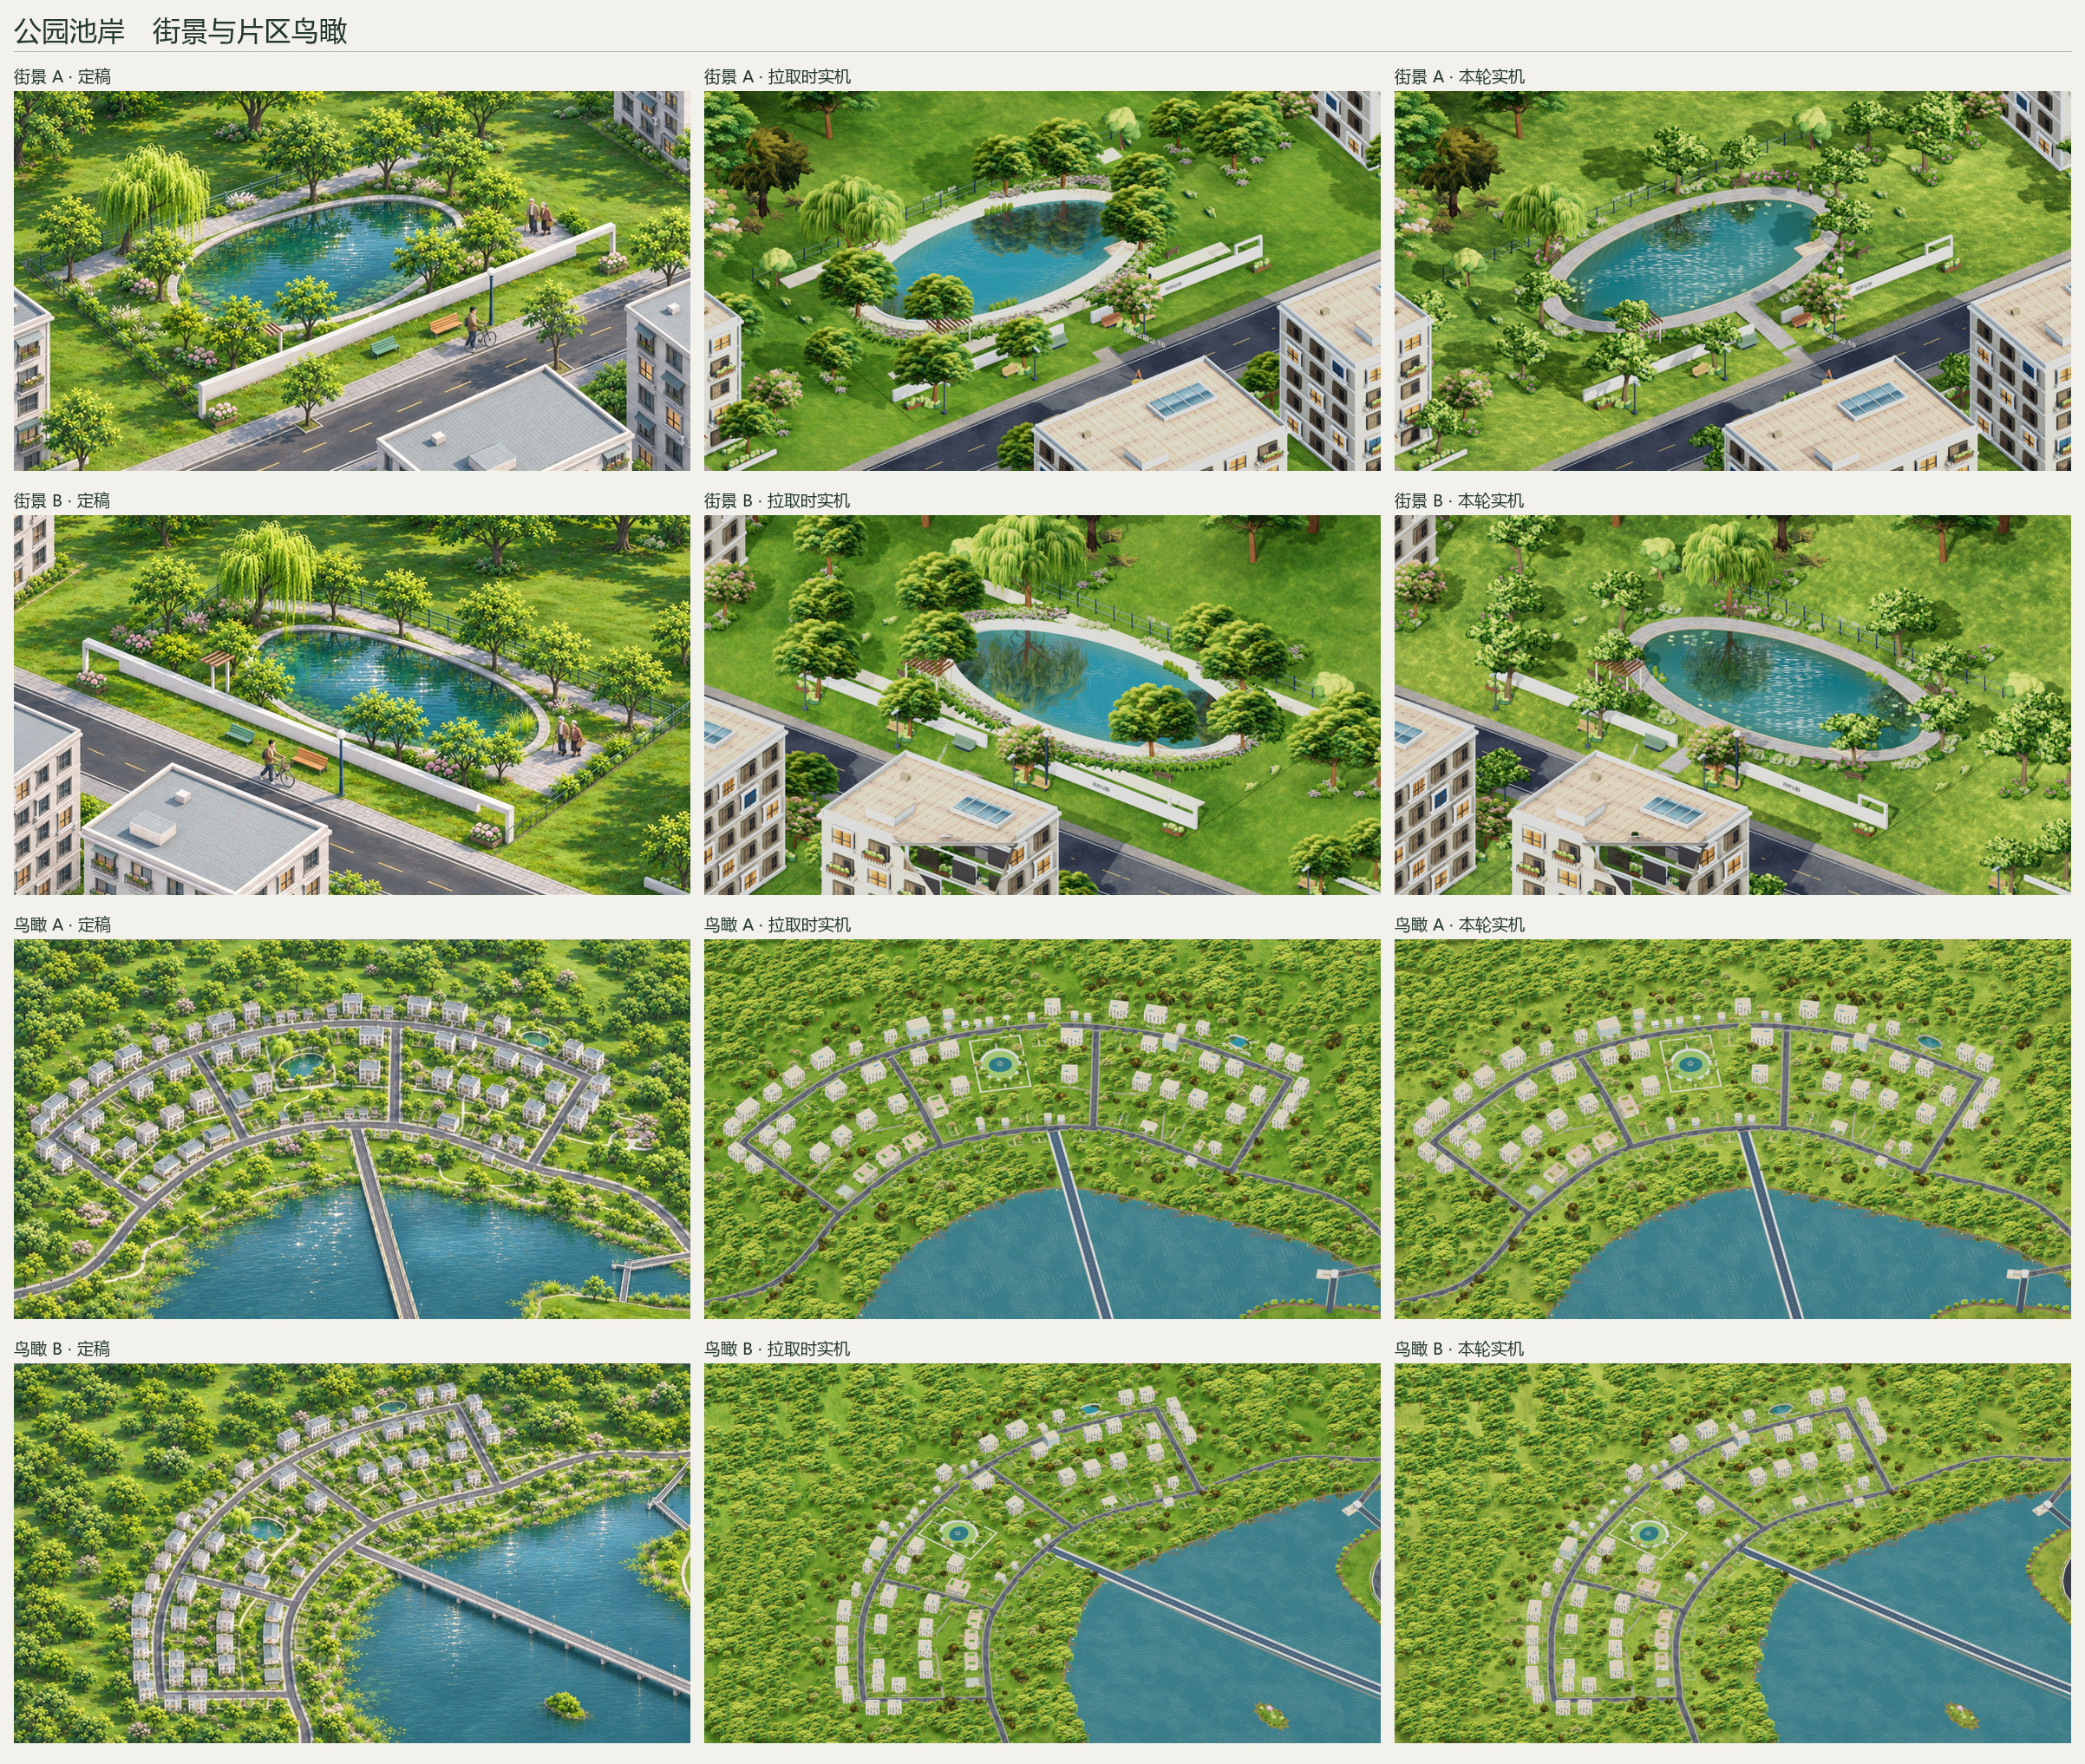 公园池岸　街景与片区鸟瞰
街景 A · 定稿
街景 A · 拉取时实机
街景 A · 本轮实机
街景 B · 定稿
街景 B · 拉取时实机
街景 B · 本轮实机
鸟瞰 A · 定稿
鸟瞰 A · 拉取时实机
鸟瞰 A · 本轮实机
鸟瞰 B · 定稿
鸟瞰 B · 拉取时实机
鸟瞰 B · 本轮实机